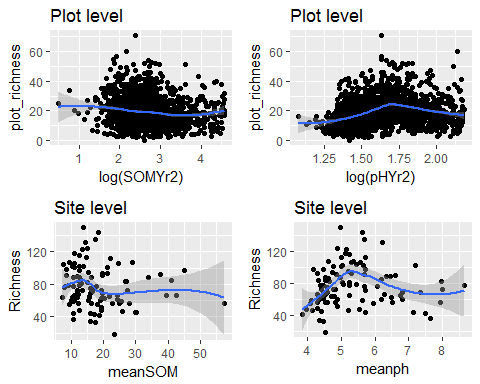 Plot level
plot_richness
60
40
20
0
1
2
3
4
log(SOMYr2)
Plot level
plot_richness
60
40
20
0
1.25
1.50
1.75
2.00
log(pHYr2)
Site level
Richness
120
80
40
10
20
30
40
50
meanSOM
Site level
Richness
120
80
40
4
5
6
7
8
meanph